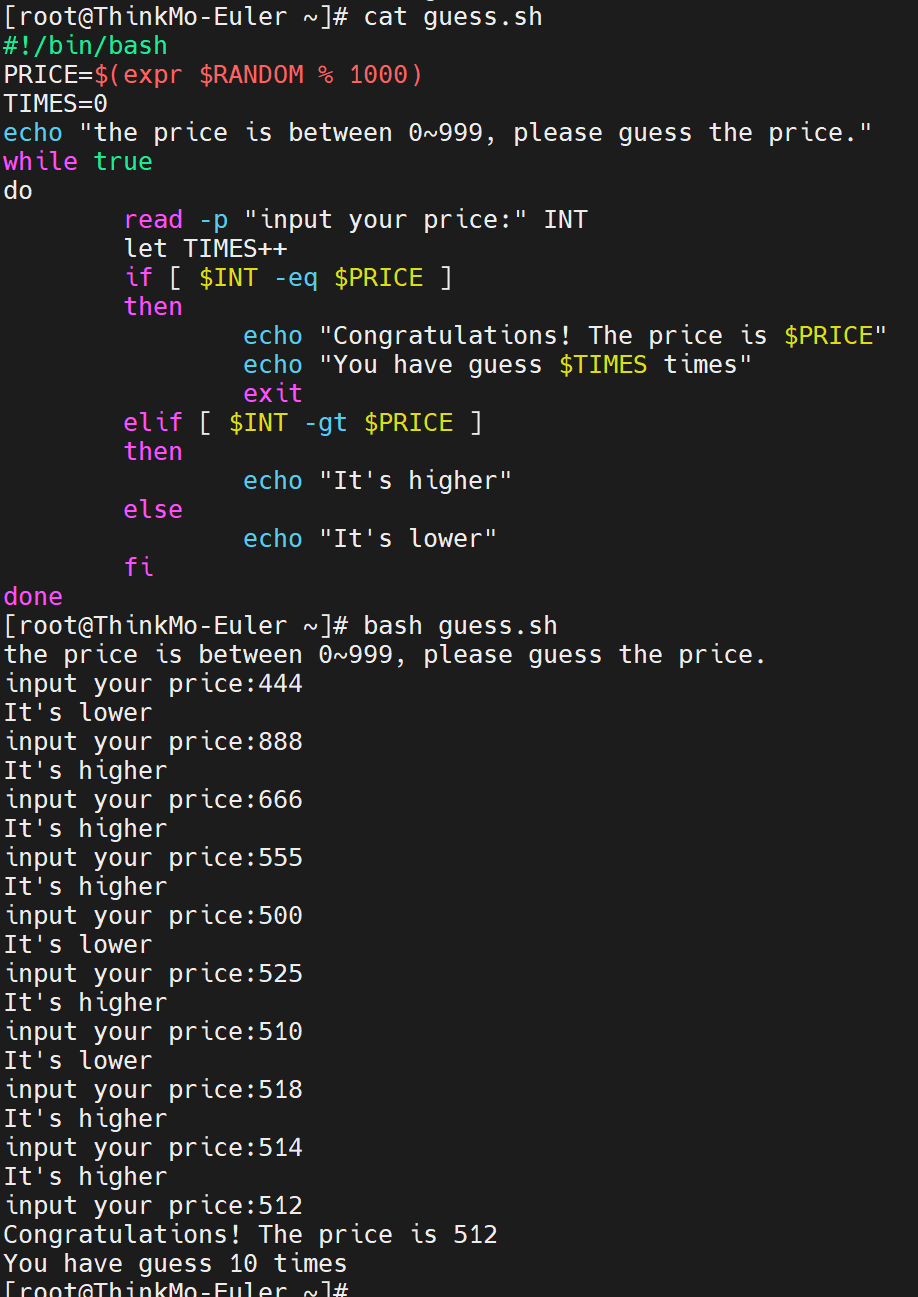 [root@ThinkMo-Euler ~]# cat guess.sh
#!/bin/bash
PRICE=$(expr $RANDOM % 1000)
TIMES=0
echo "the price is between 0~999, please guess the price."
while true
do
        read -p "input your price:" INT
        let TIMES++
        if [ $INT -eq $PRICE ]
        then
                echo "Congratulations! The price is $PRICE"
                echo "You have guess $TIMES times"
                exit
        elif [ $INT -gt $PRICE ]
        then
                echo "It's higher"
        else
                echo "It's lower"
        fi
done
[root@ThinkMo-Euler ~]# bash guess.sh
the price is between 0~999, please guess the price.
input your price:444
It's lower
input your price:888
It's higher
input your price:666
It's higher
input your price:555
It's higher
input your price:500
It's lower
input your price:525
It's higher
input your price:510
It's lower
input your price:518
It's higher
input your price:514
It's higher
input your price:512
Congratulations! The price is 512
You have guess 10 times
[root@ThinkMo-Euler ~]#